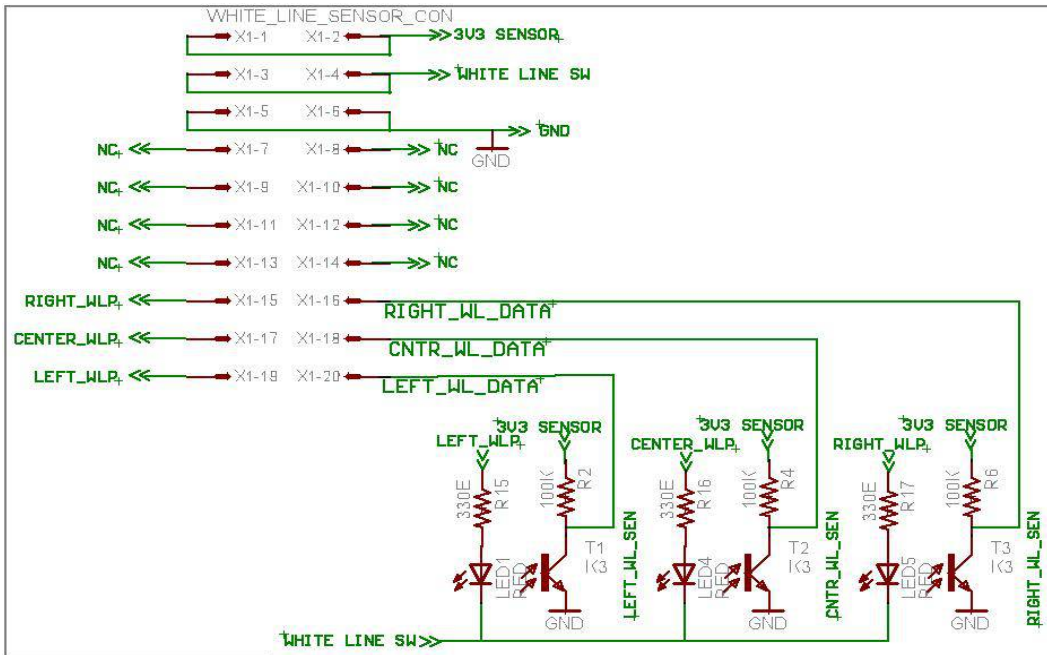 WHITE_LINE_SENSOR_CON
X1-1 X1-2 3V3 SENSOR
X1-3 X1-4 WHITE LINE SW
X1-5 X1-6
GND
GND
NC X1-7 X1-8 NC
NC X1-9 X1-10 NC
NC X1-11 X1-12 NC
NC X1-13 X1-14 NC
RIGHT_WLP X1-15 X1-16
RIGHT_WL_DATA
CENTER_WLP X1-17 X1-18
CNTR_WL_DATA
LEFT_WLP X1-19 X1-20
LEFT_WL_DATA
3V3 SENSOR 3V3 SENSOR 3V3 SENSOR
LEFT_WLP CENTER_WLP RIGHT_WLP
330E R15 100K R2 330E R16 100K R4 330E R17 100K R6
LED1 RED T1 K3 LEFT_WL_SEN
LED4 RED T2 K3 CNTR_WL_SEN
LED5 RED T3 K3 RIGHT_WL_SEN
GND GND GND
WHITE LINE SW